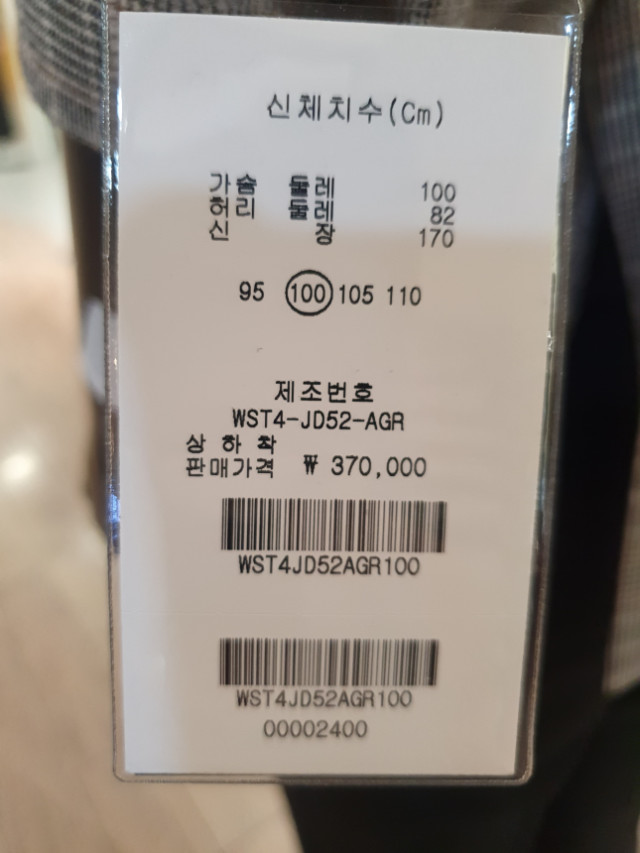 신체치수(Cm)
가슴 둘레 100
허리 둘레 82
신 장 170
95 100 105 110
제조번호
WST4-JD52-AGR
상 하 착
판매가격 ₩ 370,000
WST4JD52AGR100
WST4JD52AGR100
00002400